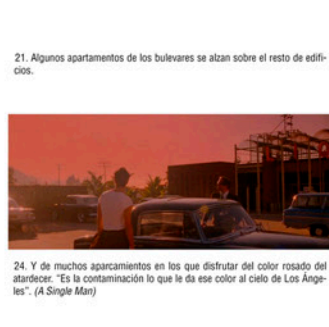 21. Algunos apartamentos de los bulevares se alzan sobre el resto de edifi-
cios.
24. Y de muchos aparcamientos en los que disfrutar del color rosado del
atardecer. “Es la contaminación lo que le da ese color al cielo de Los Ánge-
les”. (A Single Man)